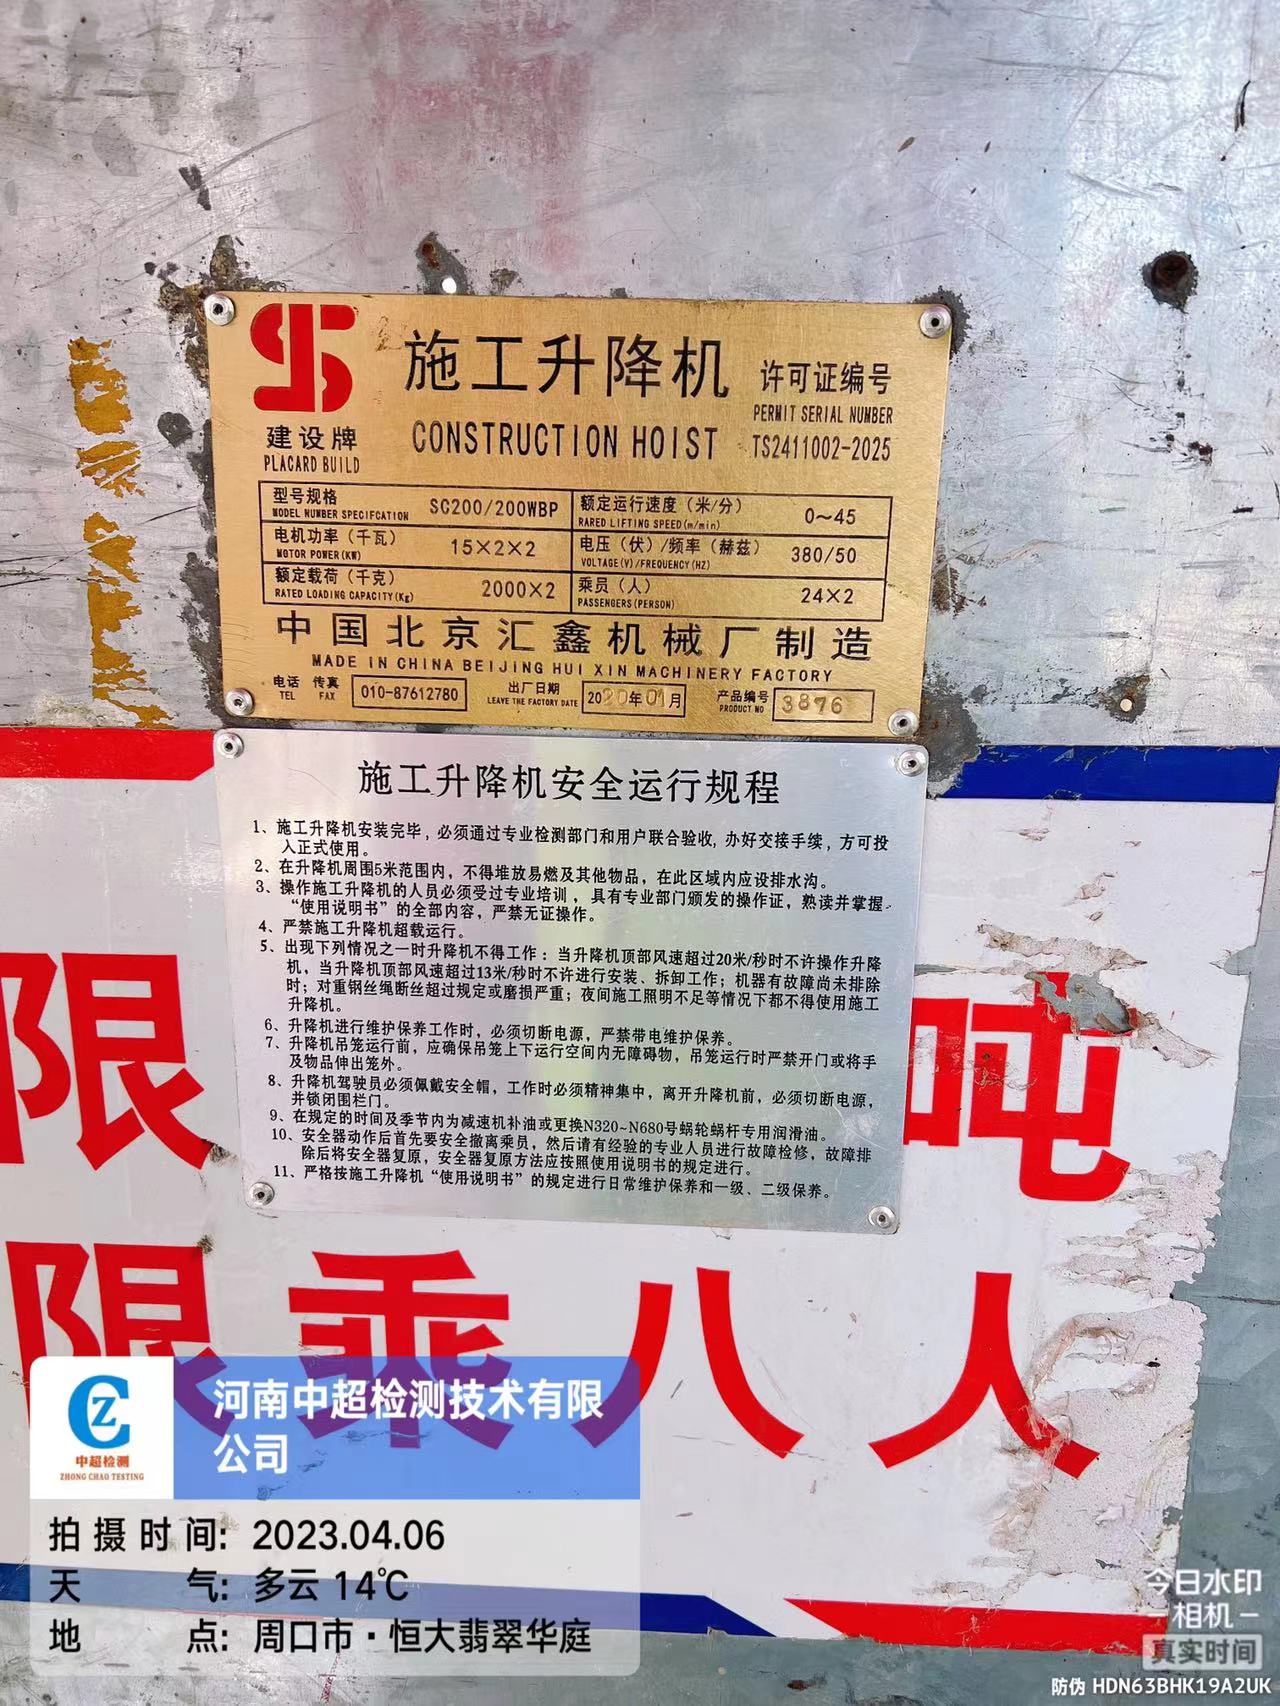 建设牌
PLACARD BUILD
施工升降机
CONSTRUCTION HOIST
许可证编号
PERMIT SERIAL NUMBER
TS2411002-2025
型号规格
MODEL NUMBER SPECIFCATION
SC200/200WBP
额定运行速度（米/分）
RARED LIFTING SPEED(m/min)
0～45
电机功率（千瓦）
MOTOR POWER(KW)
15×2×2
电压（伏）/频率（赫兹）
VOLTAGE(V)/FREQUENCY(HZ)
380/50
额定载荷（千克）
RATED LOADING CAPACITY(Kg)
2000×2
乘员（人）
PASSENGERS(PERSON)
24×2
中国北京汇鑫机械厂制造
MADE IN CHINA BEIJING HUI XIN MACHINERY FACTORY
电话 传真
TEL FAX
010-87612780
出厂日期
LEAVE THE FACTORY DATE
2020年01月
产品编号
PRODUCT NO
3876
施工升降机安全运行规程
1、施工升降机安装完毕，必须通过专业检测部门和用户联合验收，办好交接手续，方可投
入正式使用。
2、在升降机周围5米范围内，不得堆放易燃及其他物品，在此区域内应设排水沟。
3、操作施工升降机的人员必须受过专业培训，具有专业部门颁发的操作证，熟读并掌握
“使用说明书”的全部内容，严禁无证操作。
4、严禁施工升降机超载运行。
5、出现下列情况之一时升降机不得工作：当升降机顶部风速超过20米/秒时不许操作升降
机，当升降机顶部风速超过13米/秒时不许进行安装、拆卸工作；机器有故障尚未排除
时；对重钢丝绳断丝超过规定或磨损严重；夜间施工照明不足等情况下都不得使用施工
升降机。
6、升降机进行维护保养工作时，必须切断电源，严禁带电维护保养。
7、升降机吊笼运行前，应确保吊笼上下运行空间内无障碍物，吊笼运行时严禁开门或将手
及物品伸出笼外。
8、升降机驾驶员必须佩戴安全帽，工作时必须精神集中，离开升降机前，必须切断电源，
并锁闭围栏门。
9、在规定的时间及季节内为减速机补油或更换N320~N680号蜗轮蜗杆专用润滑油。
10、安全器动作后首先要安全撤离乘员，然后请有经验的专业人员进行故障检修，故障排
除后将安全器复原，安全器复原方法应按照使用说明书的规定进行。
11、严格按施工升降机“使用说明书”的规定进行日常维护保养和一级、二级保养。
限
吨
限乘八人
中超检测
ZHONG CHAO TESTING
河南中超检测技术有限
公司
拍摄时间: 2023.04.06
天气: 多云 14℃
地点: 周口市·恒大翡翠华庭
今日水印
相机
真实时间
防伪 HDN63BHK19A2UK